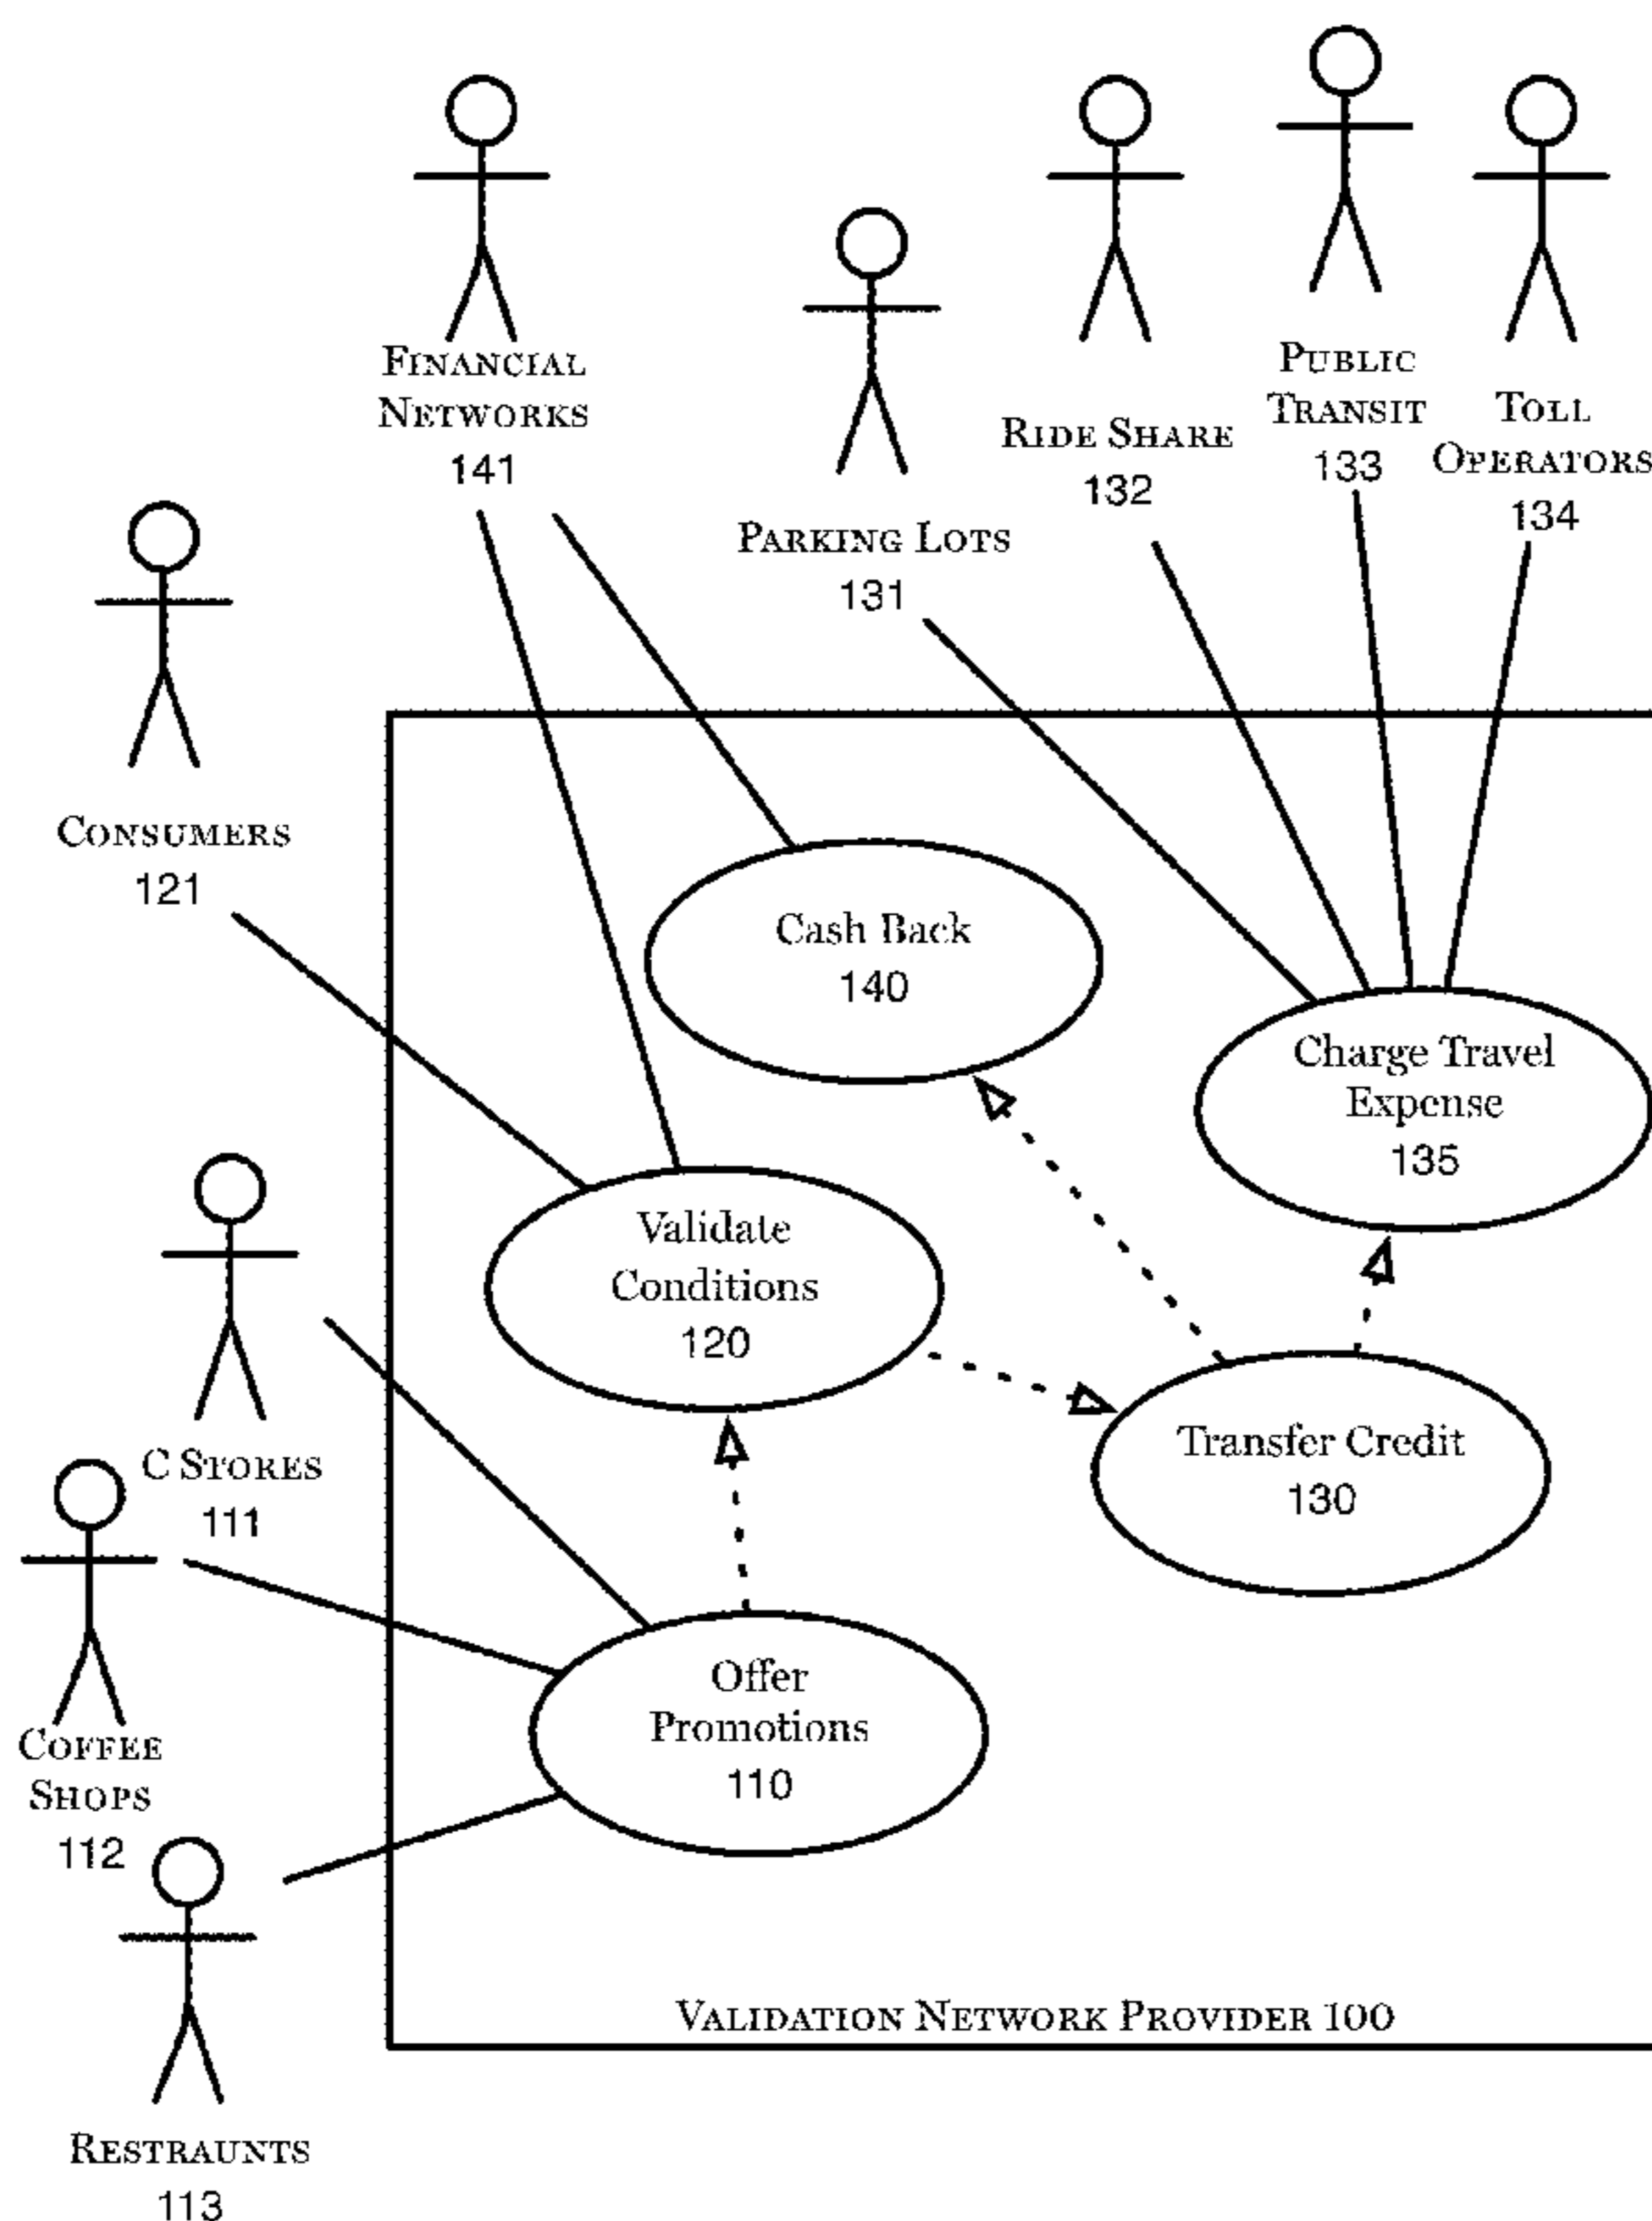 FINANCIAL
NETWORKS
141
PARKING LOTS
131
RIDE SHARE
132
PUBLIC
TRANSIT
133
TOLL
OPERATORS
134
CONSUMERS
121
Cash Back
140
Charge Travel
Expense
135
Validate
Conditions
120
Transfer Credit
130
C STORES
111
COFFEE
SHOPS
112
Offer
Promotions
110
RESTRAUNTS
113
VALIDATION NETWORK PROVIDER 100